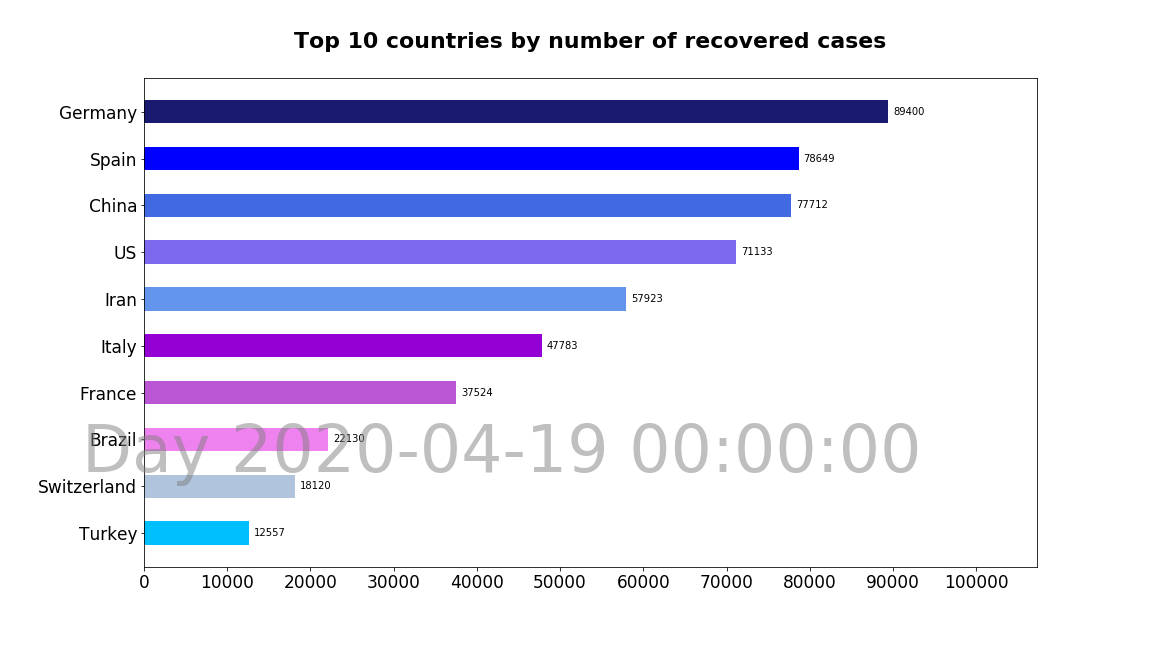 Top 10 countries by number of recovered cases
Germany 89400
Spain 78649
China 77712
US 71133
Iran 57923
Italy 47783
France 37524
Brazil 22130
Day 2020-04-19 00:00:00
Switzerland 18120
Turkey 12557
0 10000 20000 30000 40000 50000 60000 70000 80000 90000 100000